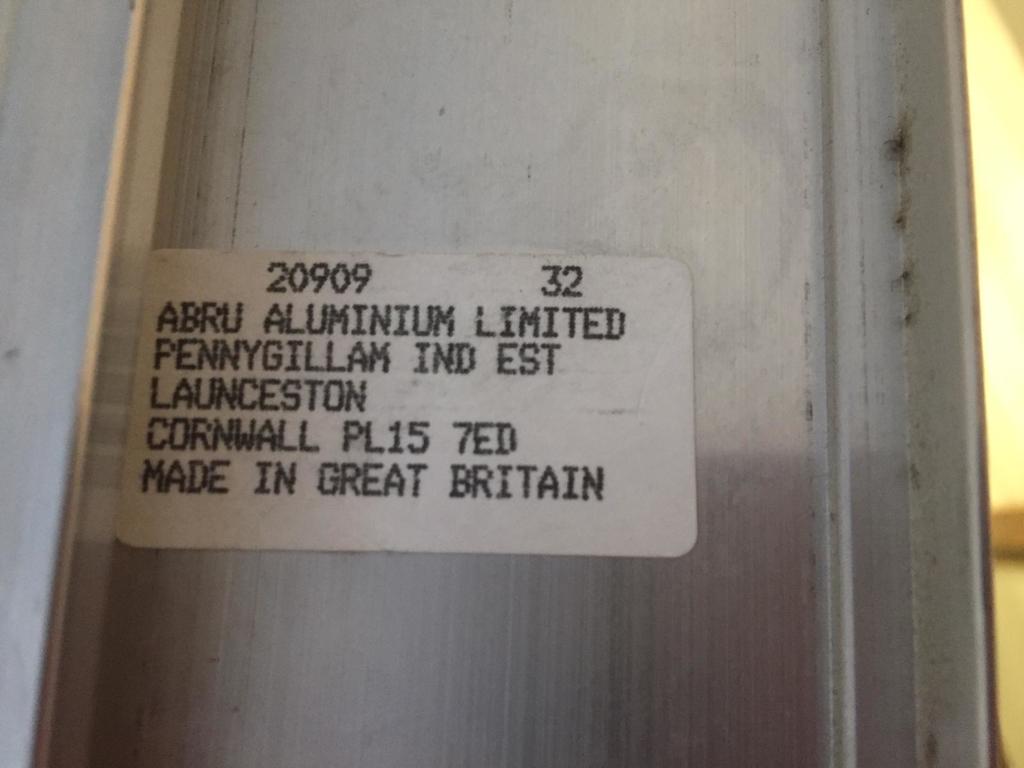 20909 32
ABRU ALUMINIUM LIMITED
PENNYGILLAM IND EST
LAUNCESTON
CORNWALL PL15 7ED
MADE IN GREAT BRITAIN